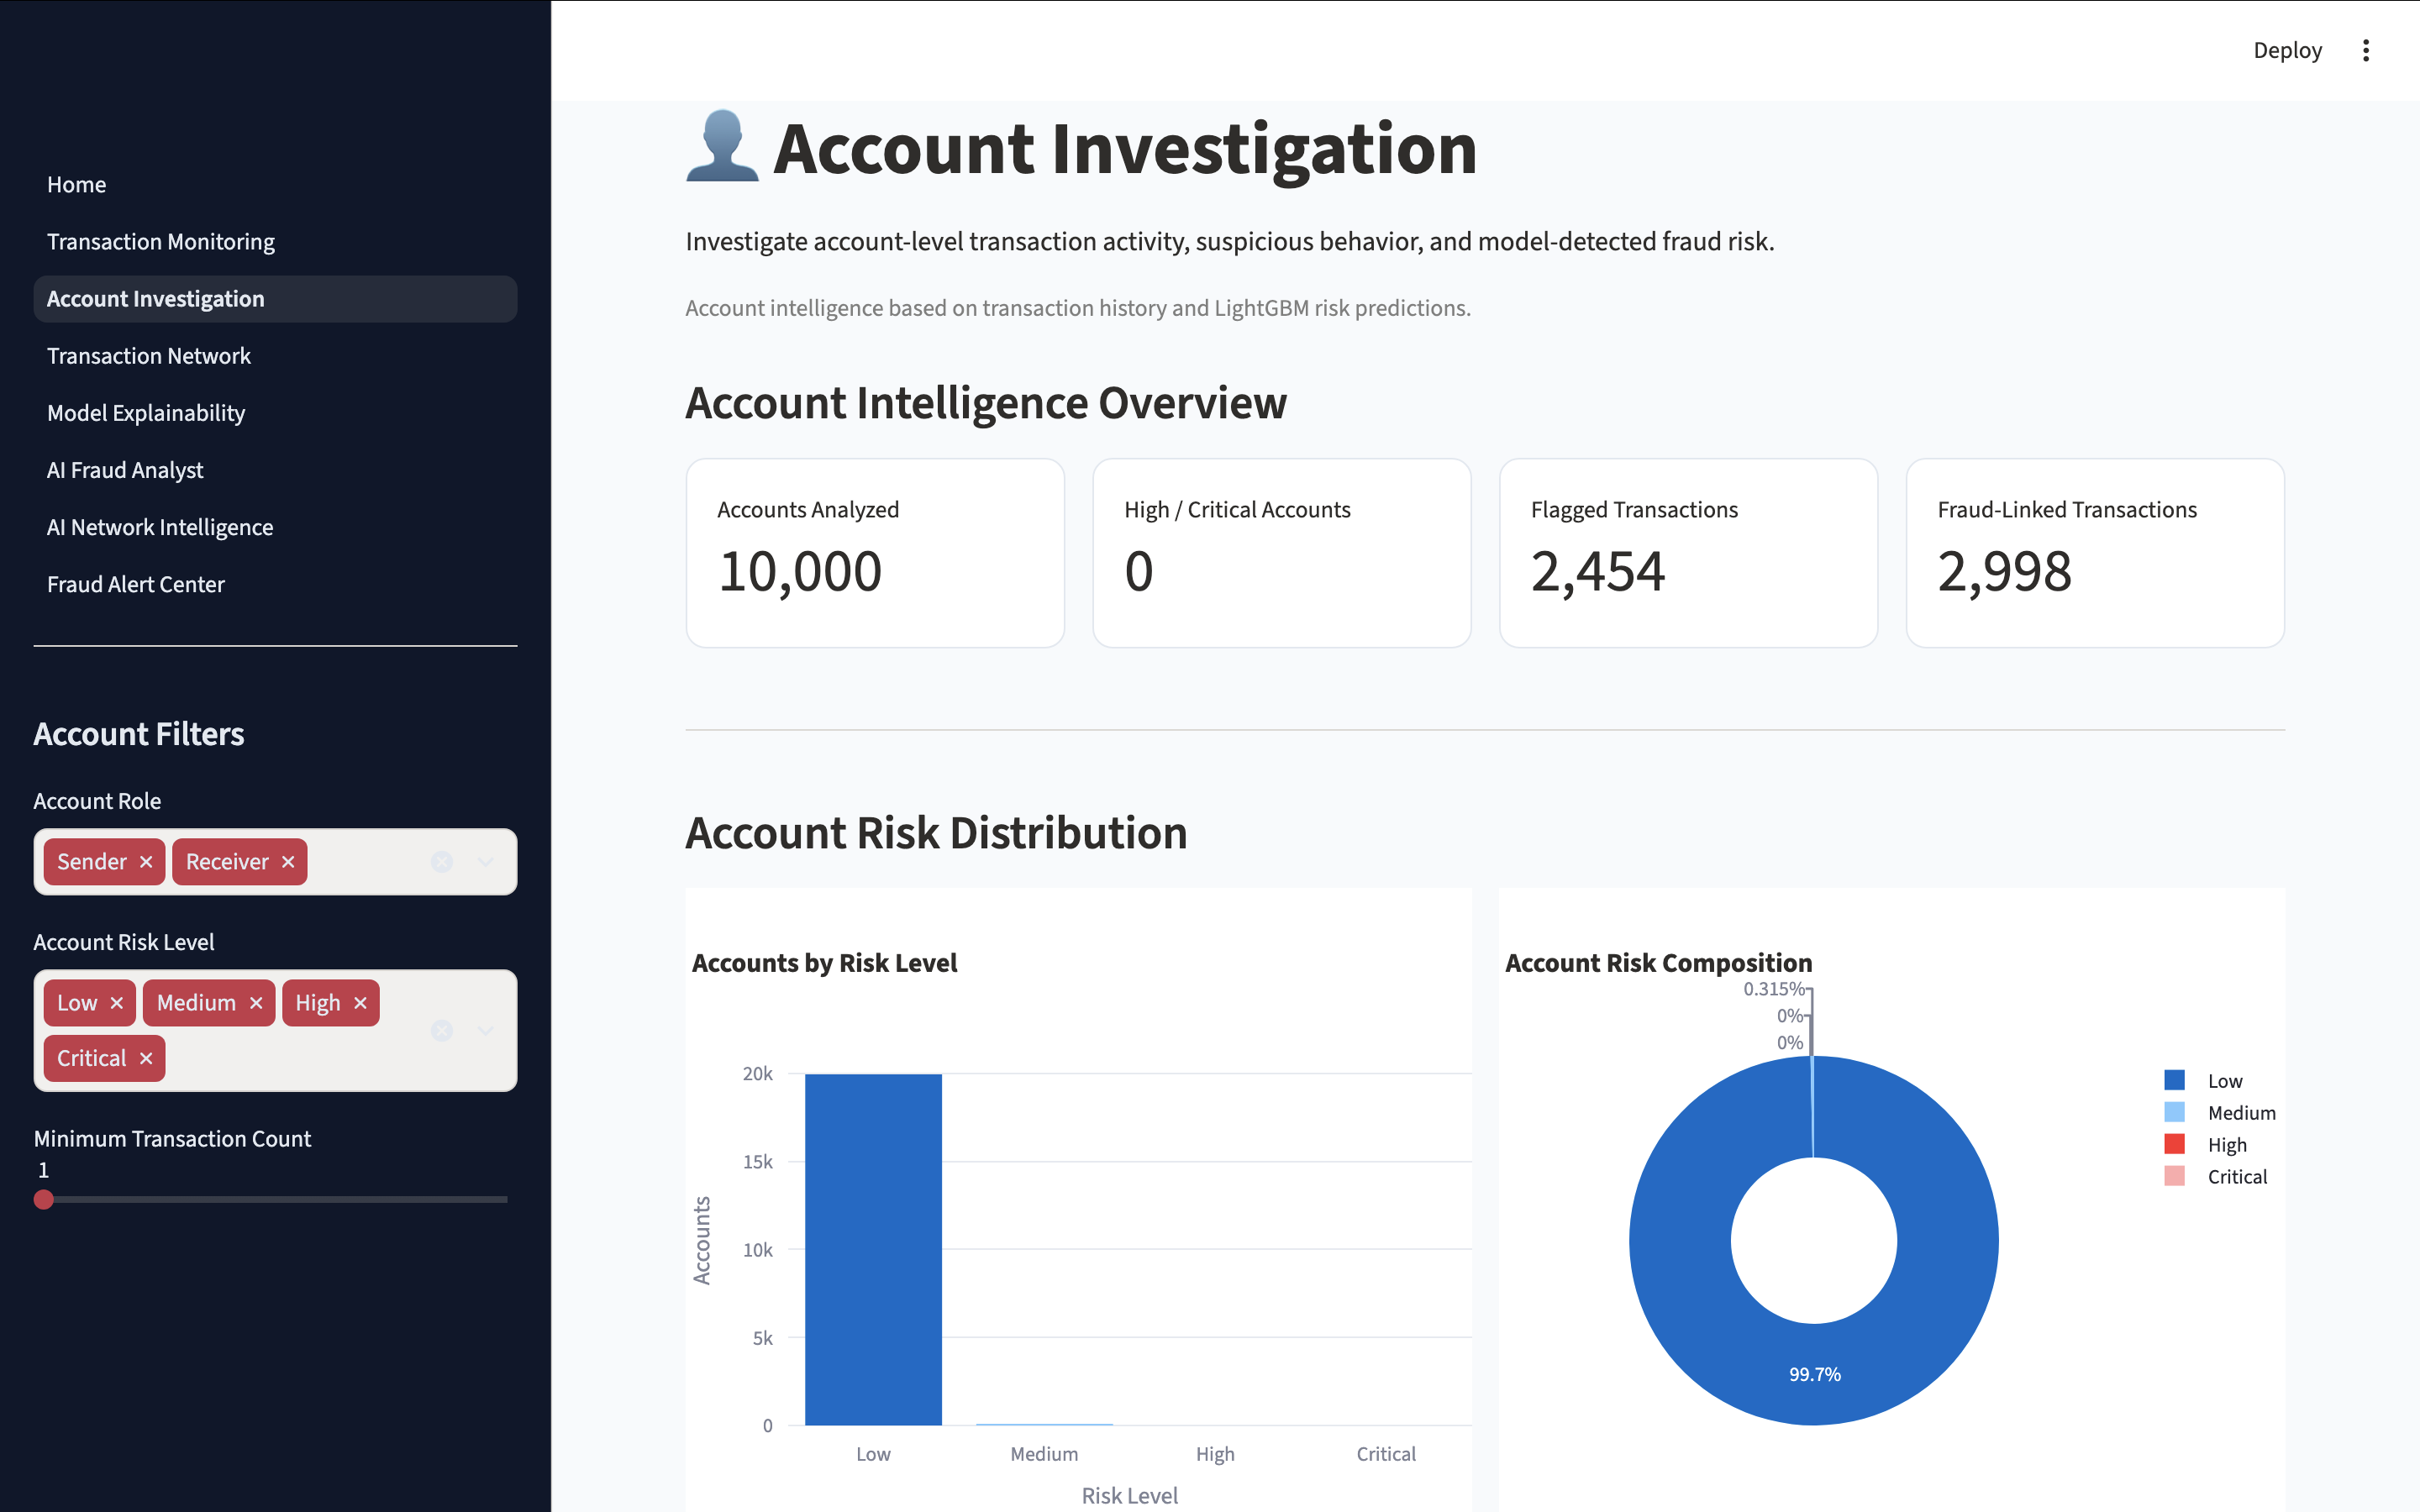 Deploy
Home
Transaction Monitoring
Account Investigation
Transaction Network
Model Explainability
AI Fraud Analyst
AI Network Intelligence
Fraud Alert Center
Account Filters
Account Role
Sender × Receiver ×
Account Risk Level
Low × Medium × High ×
Critical ×
Minimum Transaction Count
1
Account Investigation
Investigate account-level transaction activity, suspicious behavior, and model-detected fraud risk.
Account intelligence based on transaction history and LightGBM risk predictions.
Account Intelligence Overview
Accounts Analyzed
10,000
High / Critical Accounts
0
Flagged Transactions
2,454
Fraud-Linked Transactions
2,998
Account Risk Distribution
Accounts by Risk Level
20k
15k
10k
5k
0
Accounts
Low Medium High Critical
Risk Level
Account Risk Composition
0.315%
0%
0%
99.7%
Low
Medium
High
Critical